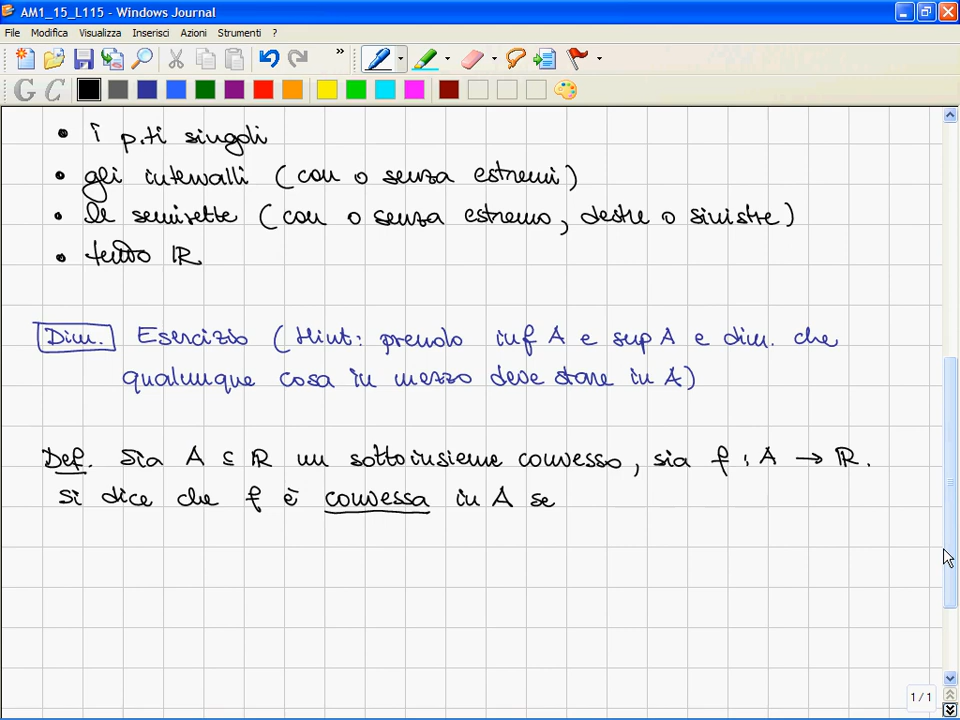 AM1_15_L115 - Windows Journal
File Modifica Visualizza Inserisci Azioni Strumenti ?
G C
• i p.ti singoli
• gli intervalli (con o senza estremi)
• le semirette (con o senza estremo, destre o sinistre)
• tutto ℝ
Dim. Esercizio (Hint: prendo inf A e sup A e dim. che
qualunque cosa in mezzo deve stare in A)
Def. Sia A ⊆ ℝ un sottoinsieme convesso, sia f : A → ℝ.
Si dice che f è convessa in A se
1 / 1